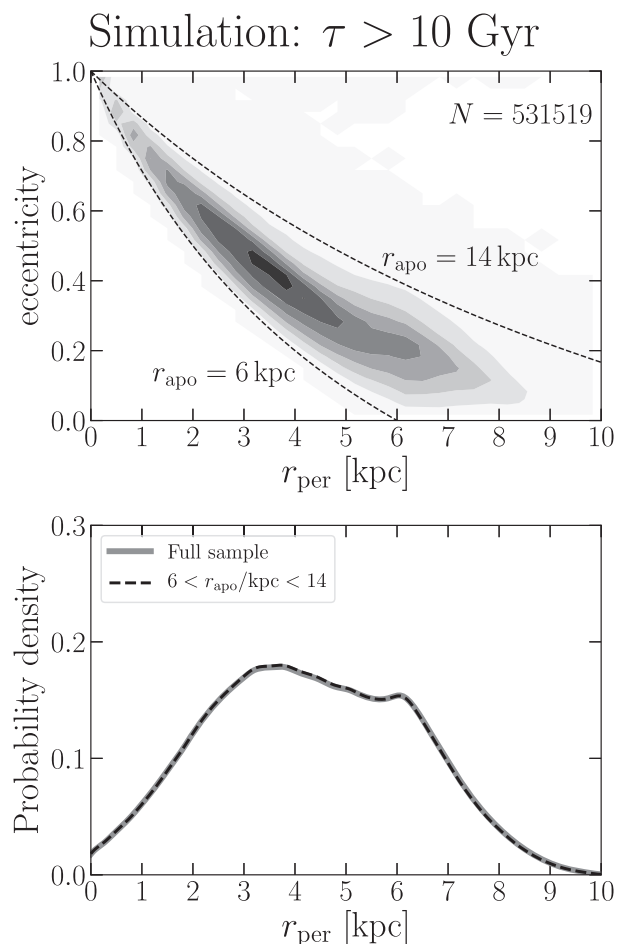 Simulation: τ > 10 Gyr
1.0
0.8
0.6
0.4
0.2
0.0
eccentricity
N = 531519
r_apo = 14 kpc
r_apo = 6 kpc
0 1 2 3 4 5 6 7 8 9 10
r_per [kpc]
0.3
0.2
0.1
0.0
Probability density
Full sample
6 < r_apo/kpc < 14
0 1 2 3 4 5 6 7 8 9 10
r_per [kpc]